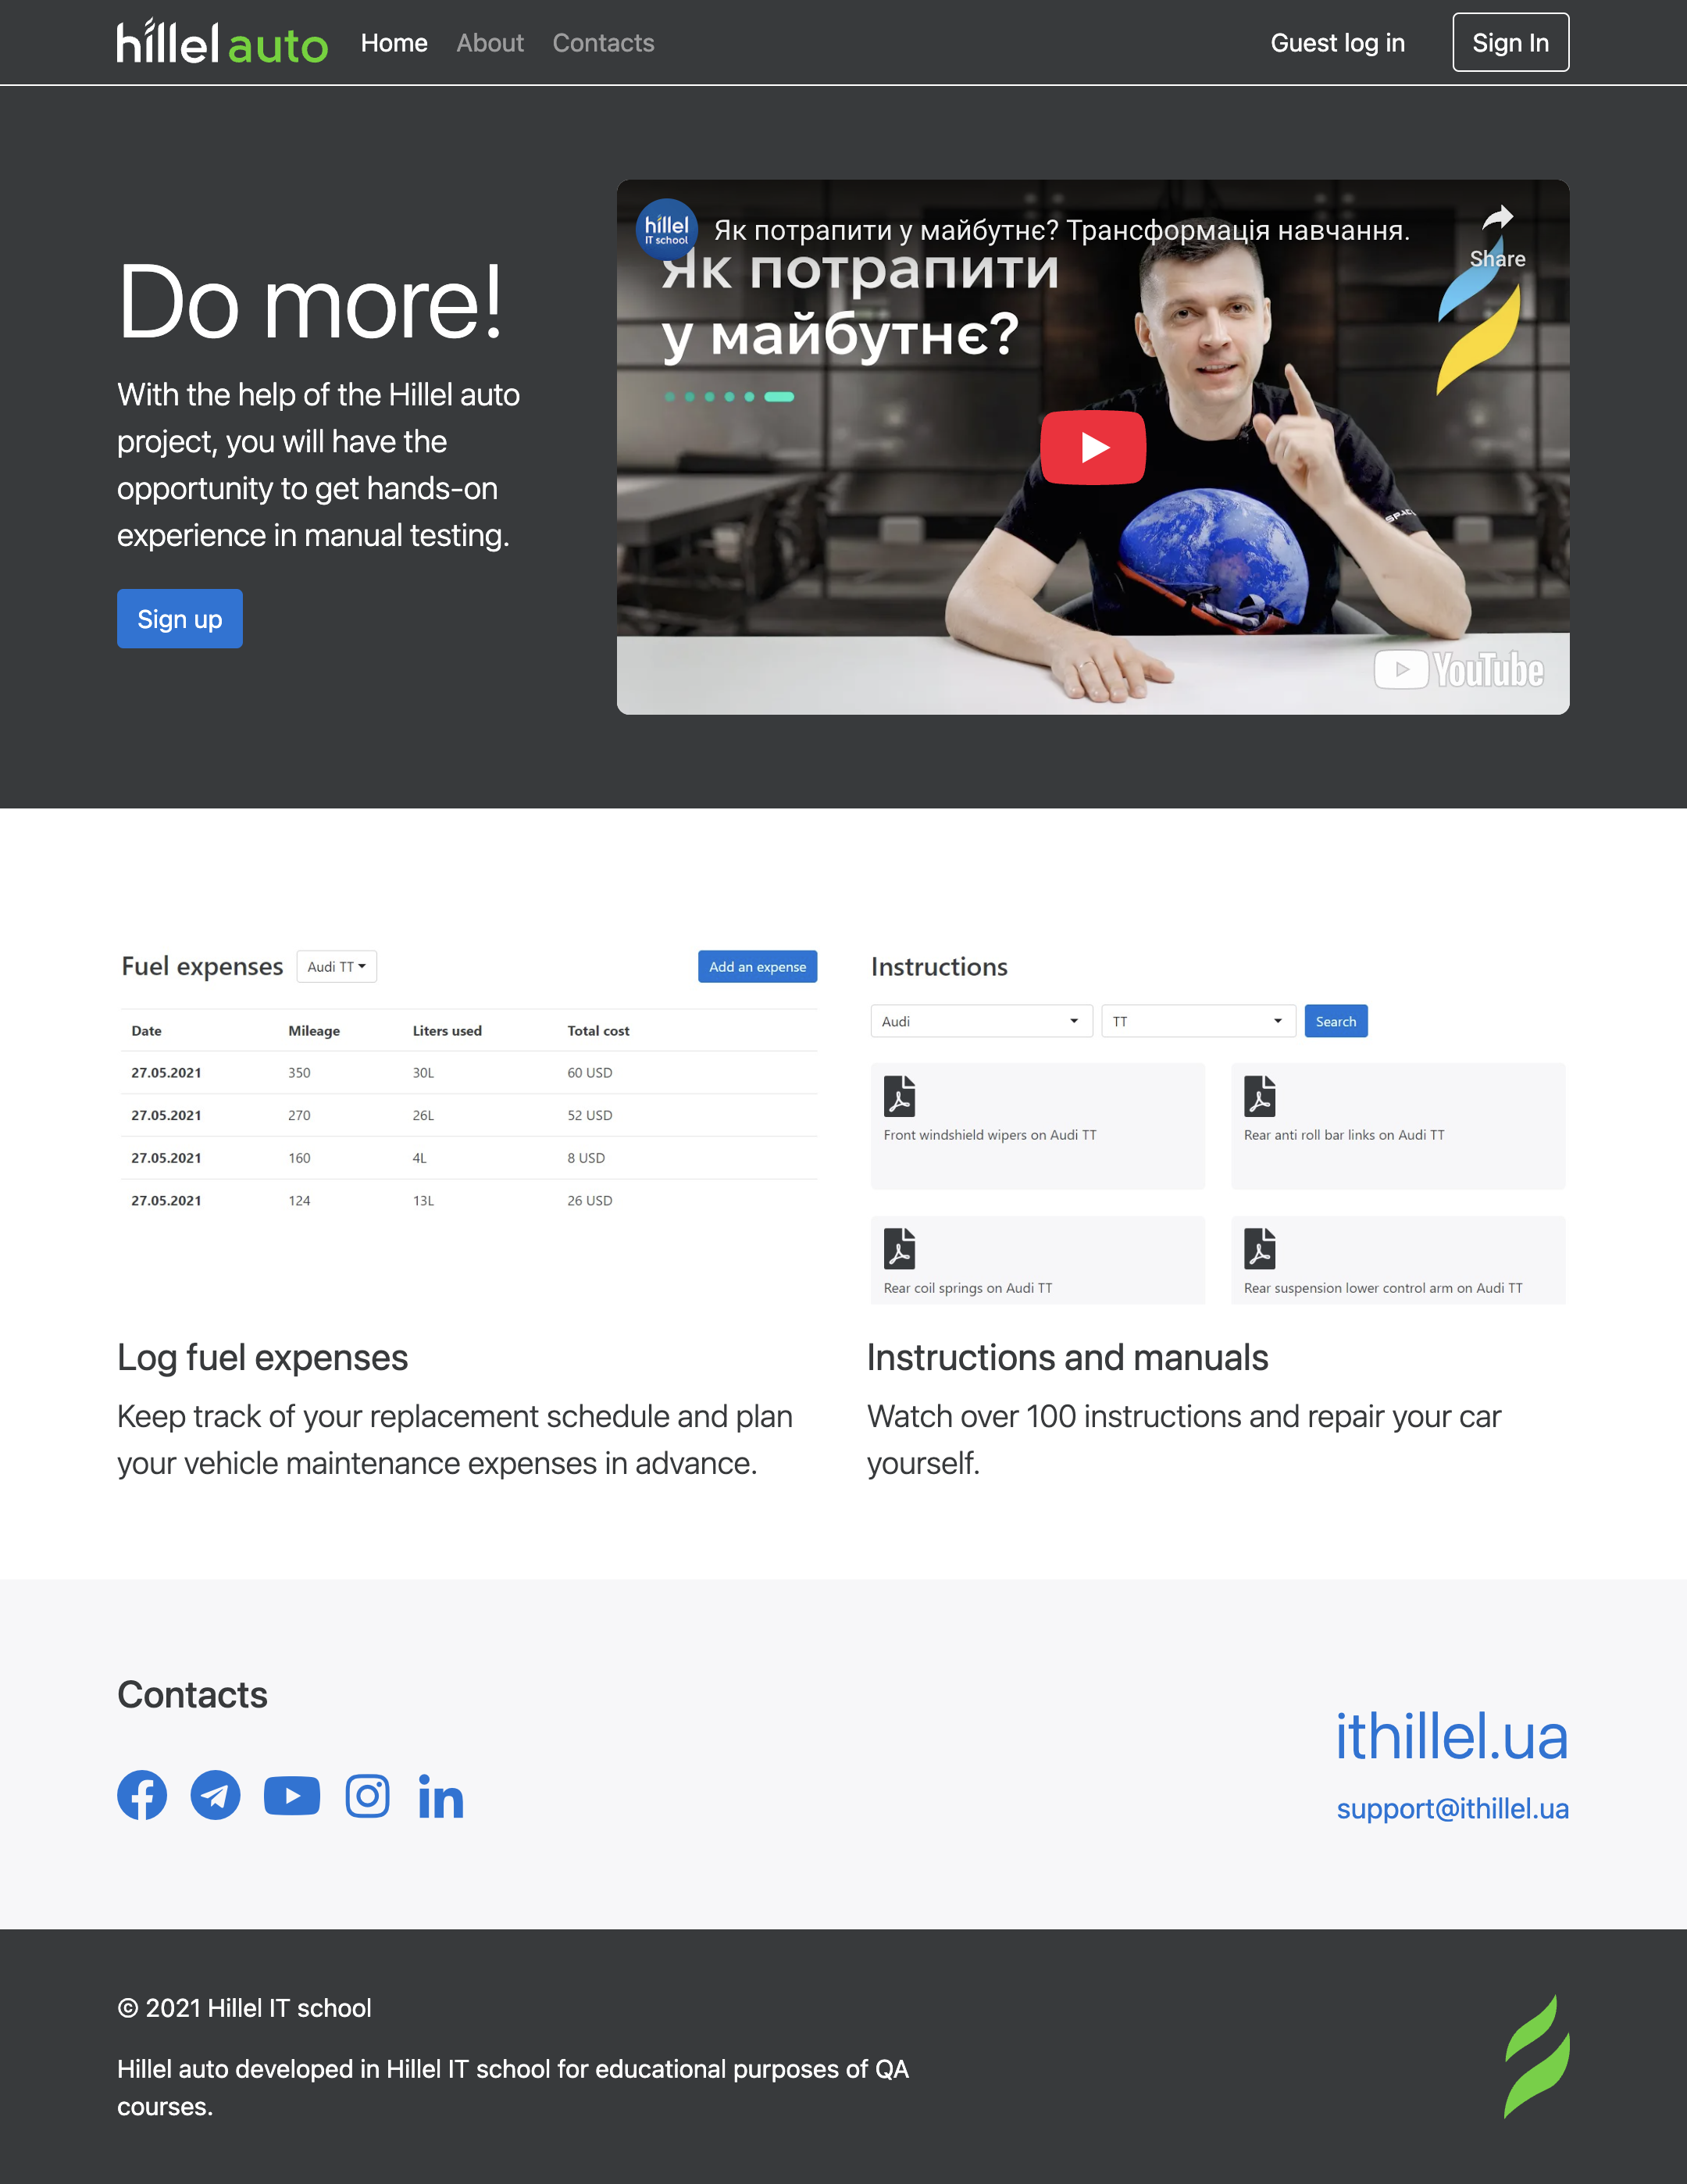 hillel auto
Home About Contacts
Guest log in
Sign In
Do more!
With the help of the Hillel auto
project, you will have the
opportunity to get hands-on
experience in manual testing.
Sign up
hillel
IT school
Як потрапити у майбутнє? Трансформація навчання.
Share
Як потрапити
у майбутнє?
YouTube
Fuel expenses
Audi TT
Add an expense
Date Mileage Liters used Total cost
27.05.2021 350 30L 60 USD
27.05.2021 270 26L 52 USD
27.05.2021 160 4L 8 USD
27.05.2021 124 13L 26 USD
Log fuel expenses
Keep track of your replacement schedule and plan
your vehicle maintenance expenses in advance.
Instructions
Audi
TT
Search
Front windshield wipers on Audi TT
Rear anti roll bar links on Audi TT
Rear coil springs on Audi TT
Rear suspension lower control arm on Audi TT
Instructions and manuals
Watch over 100 instructions and repair your car
yourself.
Contacts
ithillel.ua
support@ithillel.ua
© 2021 Hillel IT school
Hillel auto developed in Hillel IT school for educational purposes of QA
courses.